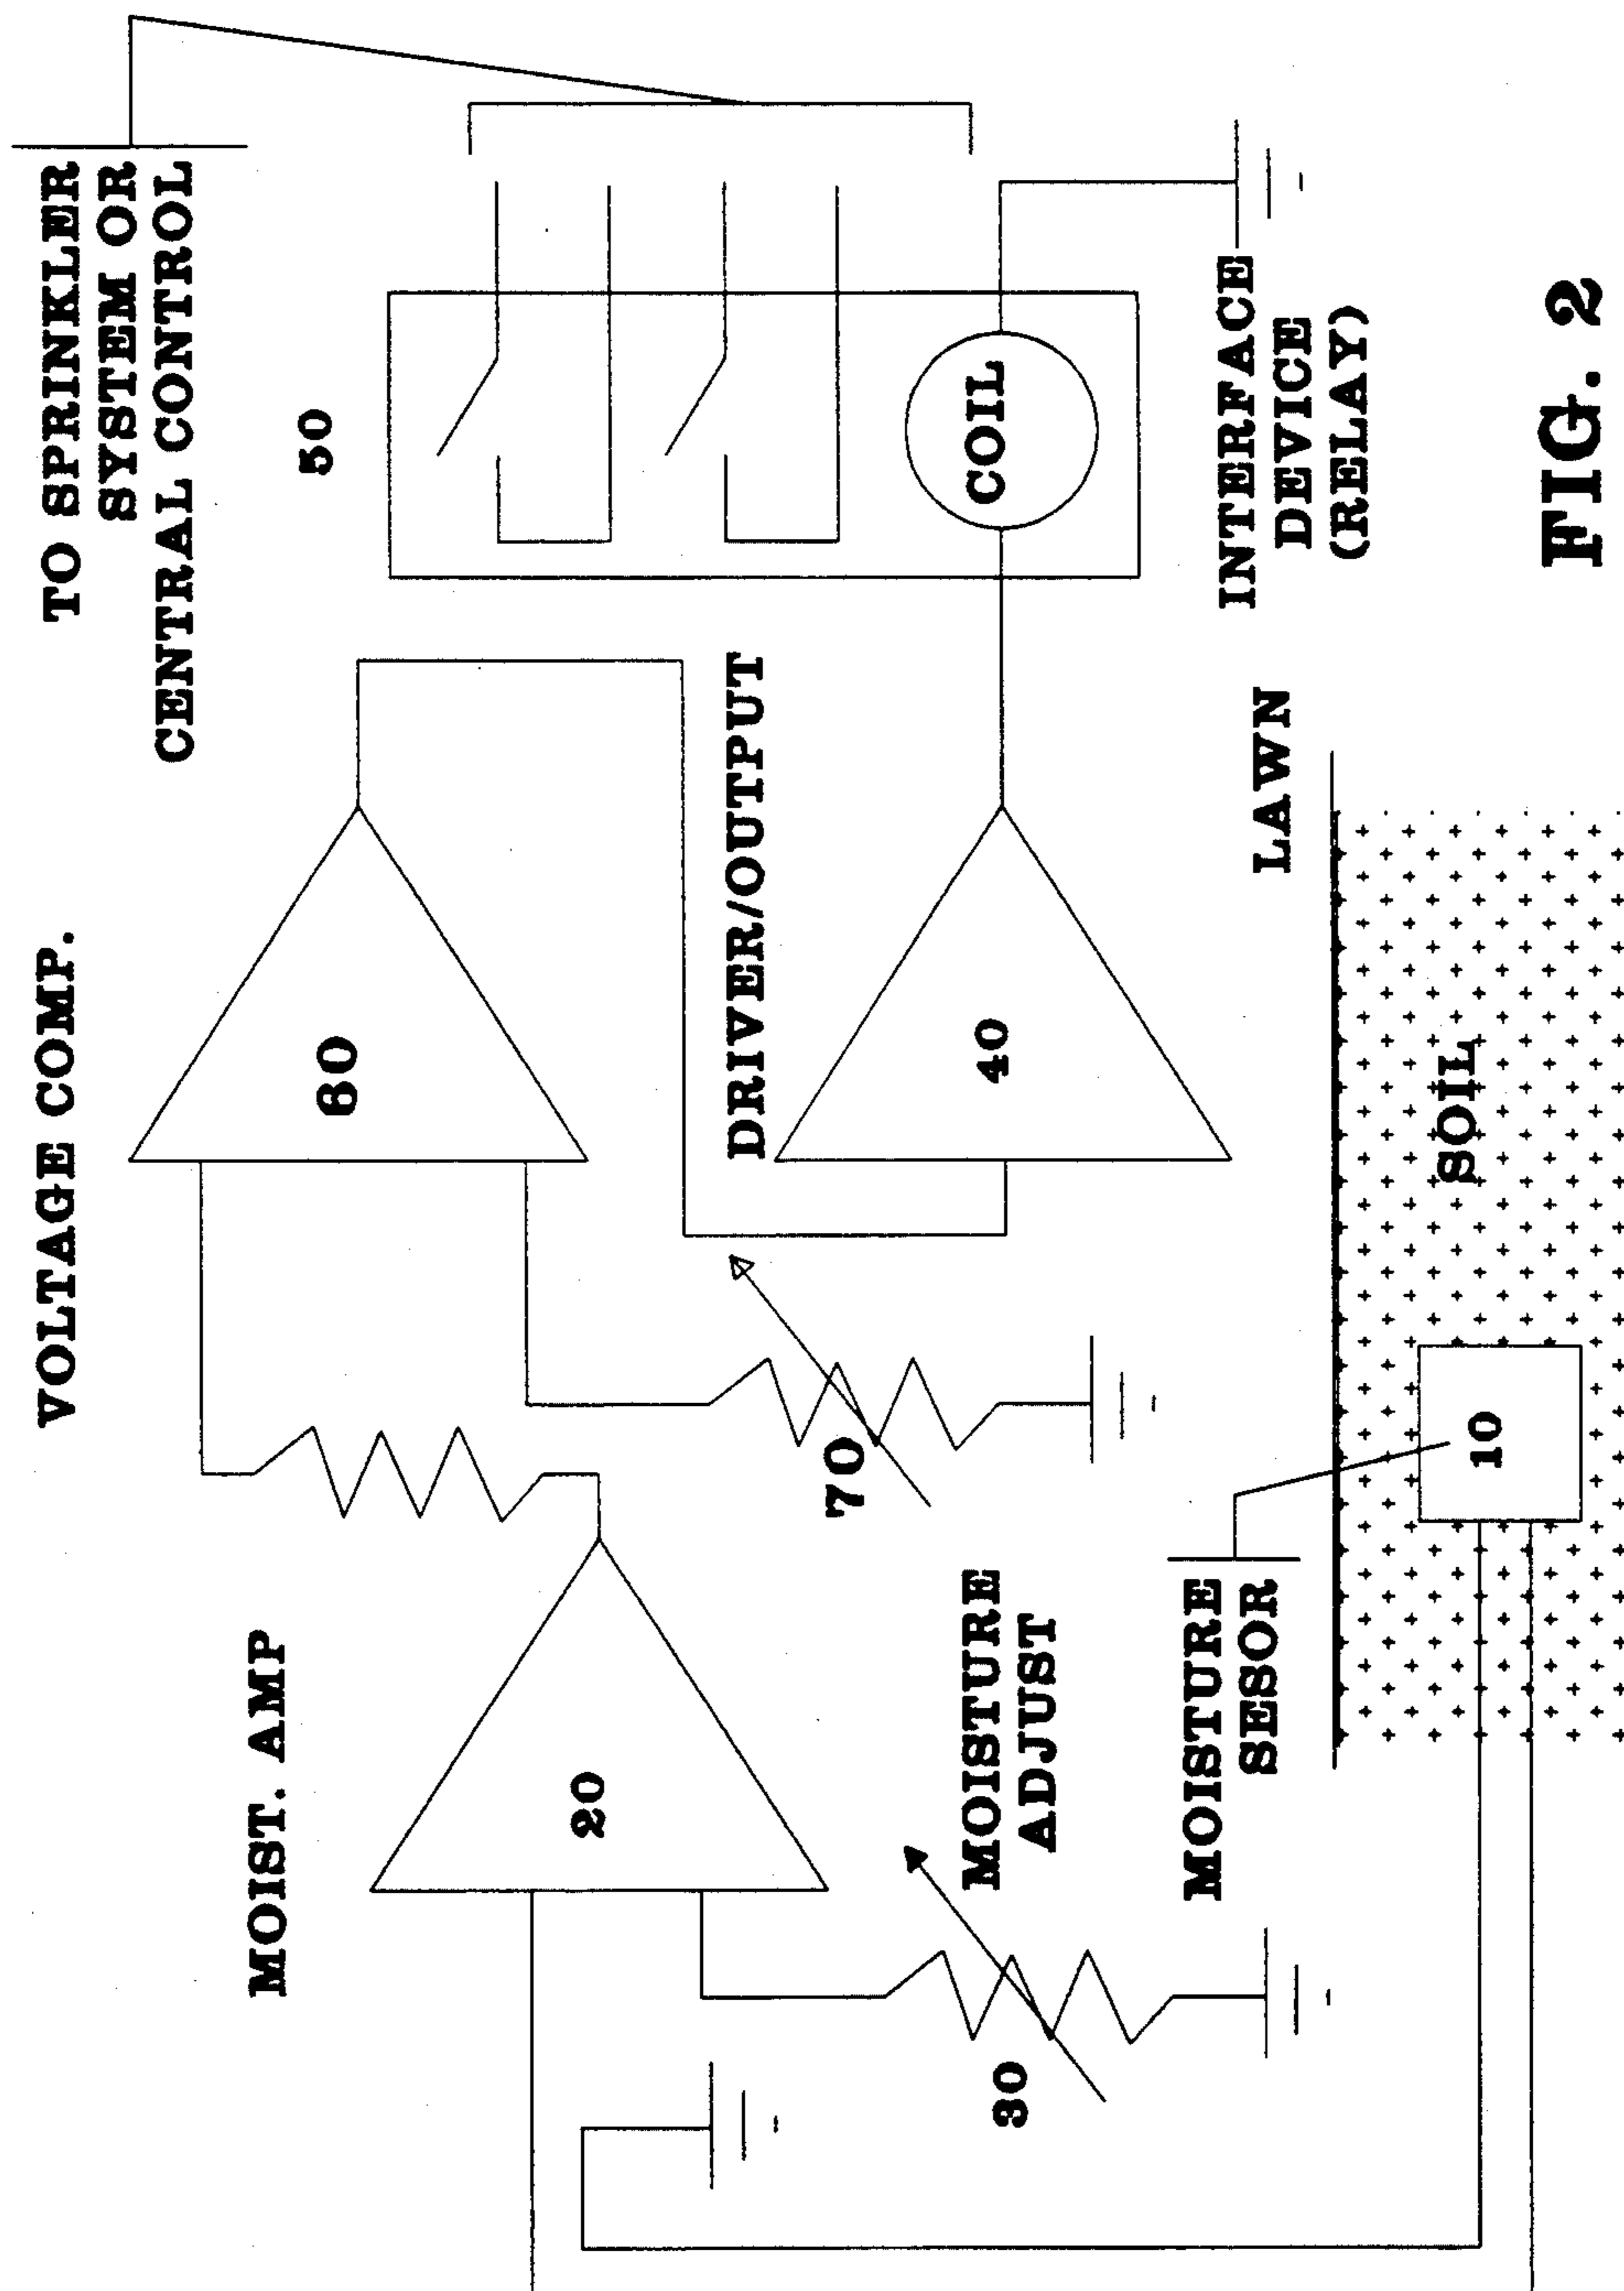 TO SPRINKLER
SYSTEM OR
CENTRAL CONTROL
VOLTAGE COMP.
50
MOIST. AMP
60
20
DRIVER/OUTPUT
COIL
70
40
30
MOISTURE
ADJUST
INTERFACE
DEVICE
(RELAY)
MOISTURE
SESOR
LAWN
SOIL
10
FIG. 2